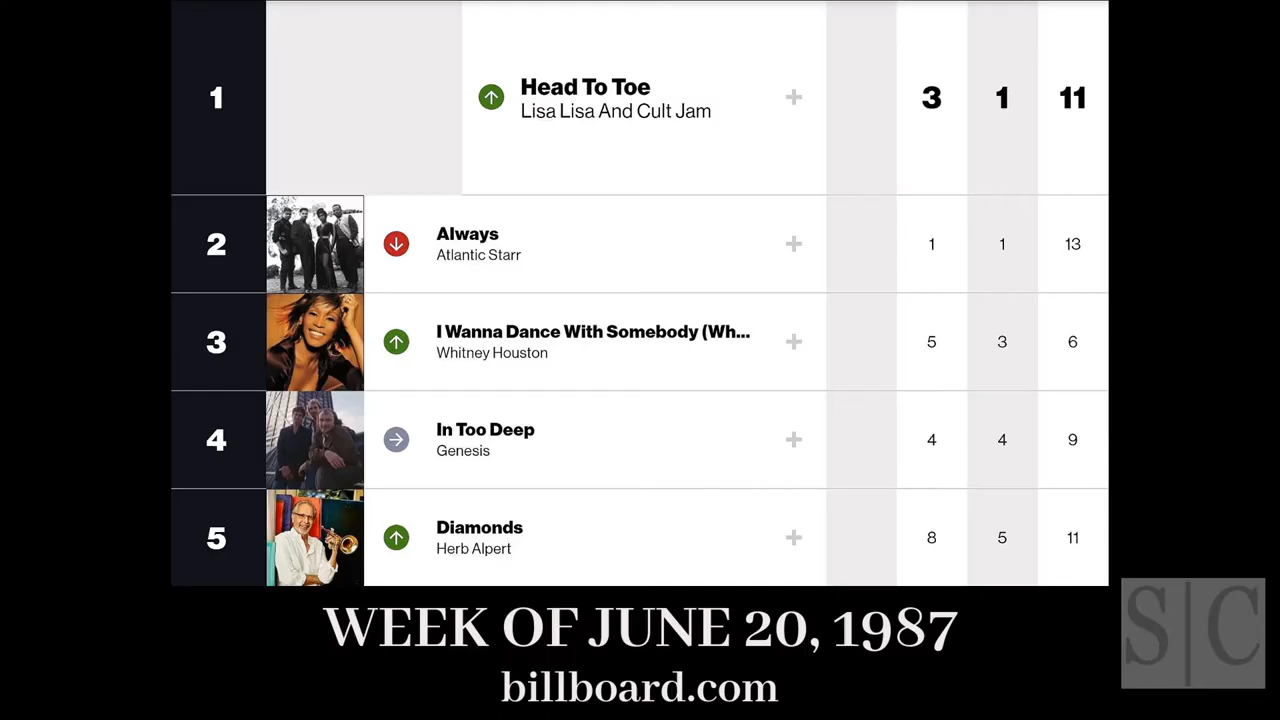 1
Head To Toe
Lisa Lisa And Cult Jam
+
3 1 11
2
Always
Atlantic Starr
+
1 1 13
3
I Wanna Dance With Somebody (Wh...
Whitney Houston
+
5 3 6
4
In Too Deep
Genesis
+
4 4 9
5
Diamonds
Herb Alpert
+
8 5 11
WEEK OF JUNE 20, 1987
billboard.com
S|C